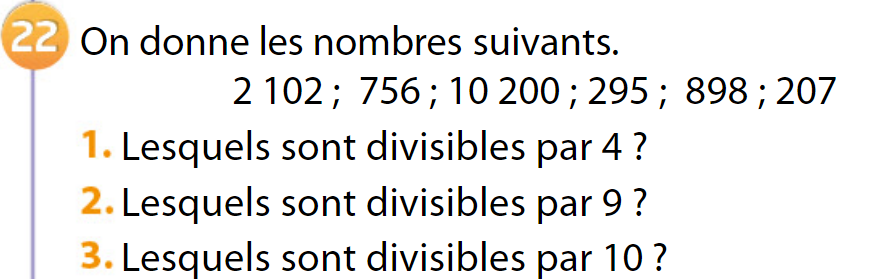 22 On donne les nombres suivants.
2 102 ; 756 ; 10 200 ; 295 ; 898 ; 207
1. Lesquels sont divisibles par 4 ?
2. Lesquels sont divisibles par 9 ?
3. Lesquels sont divisibles par 10 ?